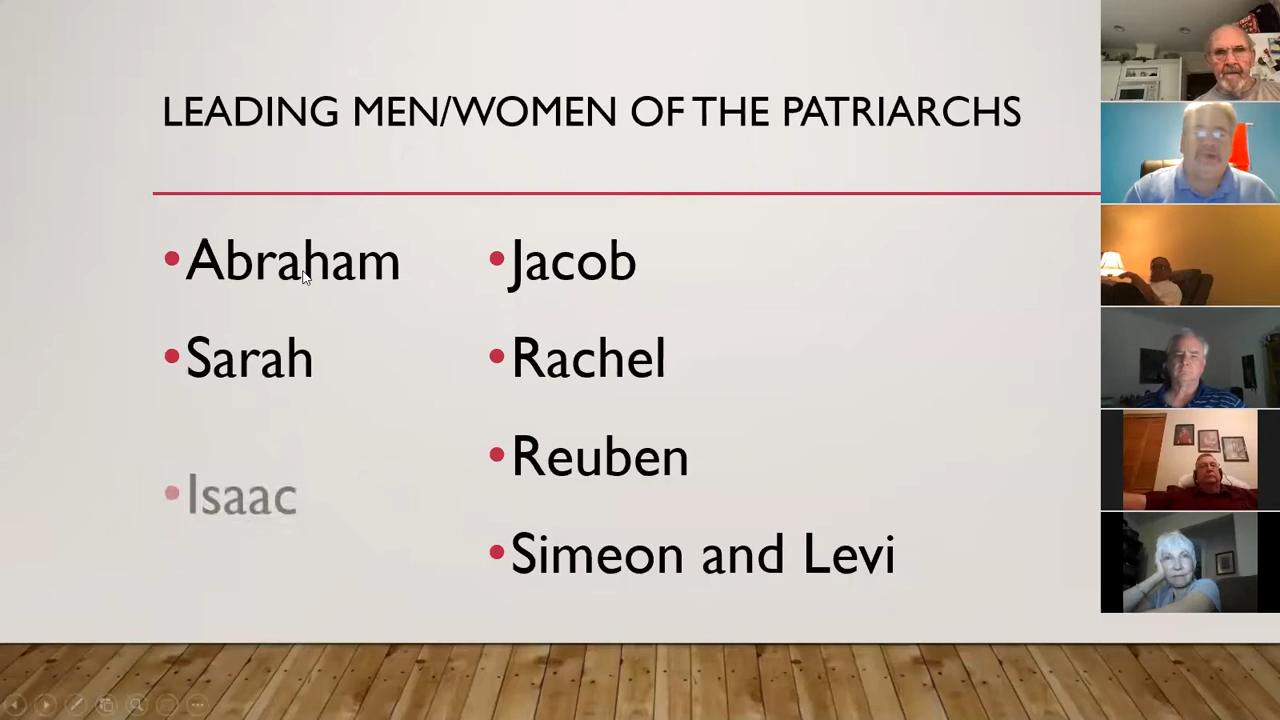 LEADING MEN/WOMEN OF THE PATRIARCHS
•Abraham
•Sarah
•Isaac
•Jacob
•Rachel
•Reuben
•Simeon and Levi